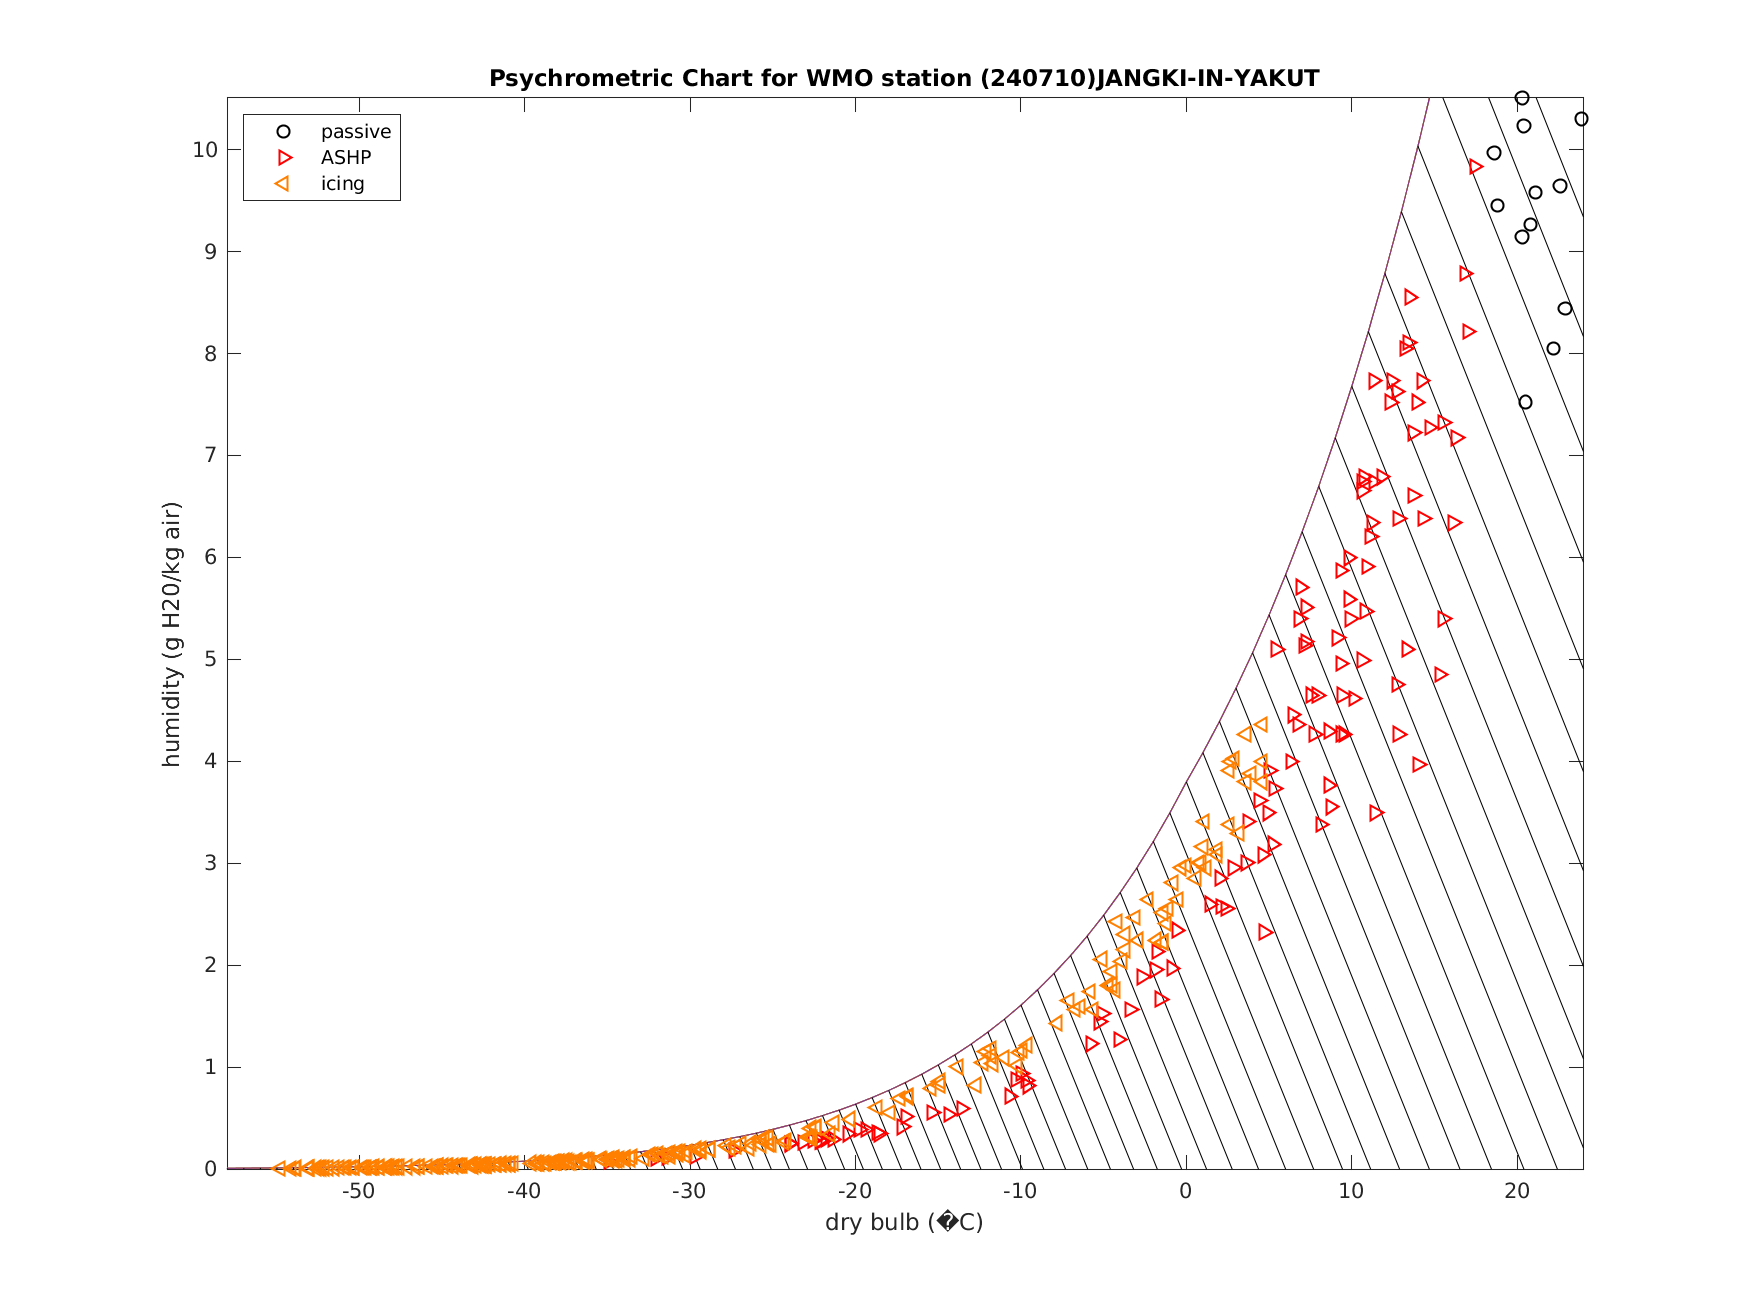 Psychrometric Chart for WMO station (240710)JANGKI-IN-YAKUT
passive
ASHP
icing
10
9
8
7
6
5
4
3
2
1
0
humidity (g H20/kg air)
-50 -40 -30 -20 -10 0 10 20
dry bulb (�C)